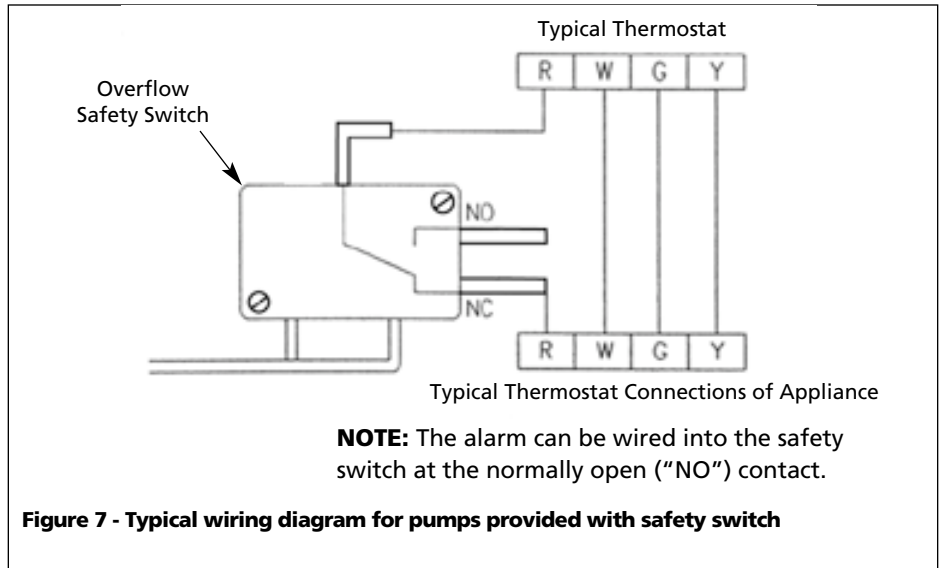 Typical Thermostat
R W G Y
Overflow
Safety Switch
NO
NC
R W G Y
Typical Thermostat Connections of Appliance
NOTE: The alarm can be wired into the safety
switch at the normally open (“NO”) contact.
Figure 7 - Typical wiring diagram for pumps provided with safety switch